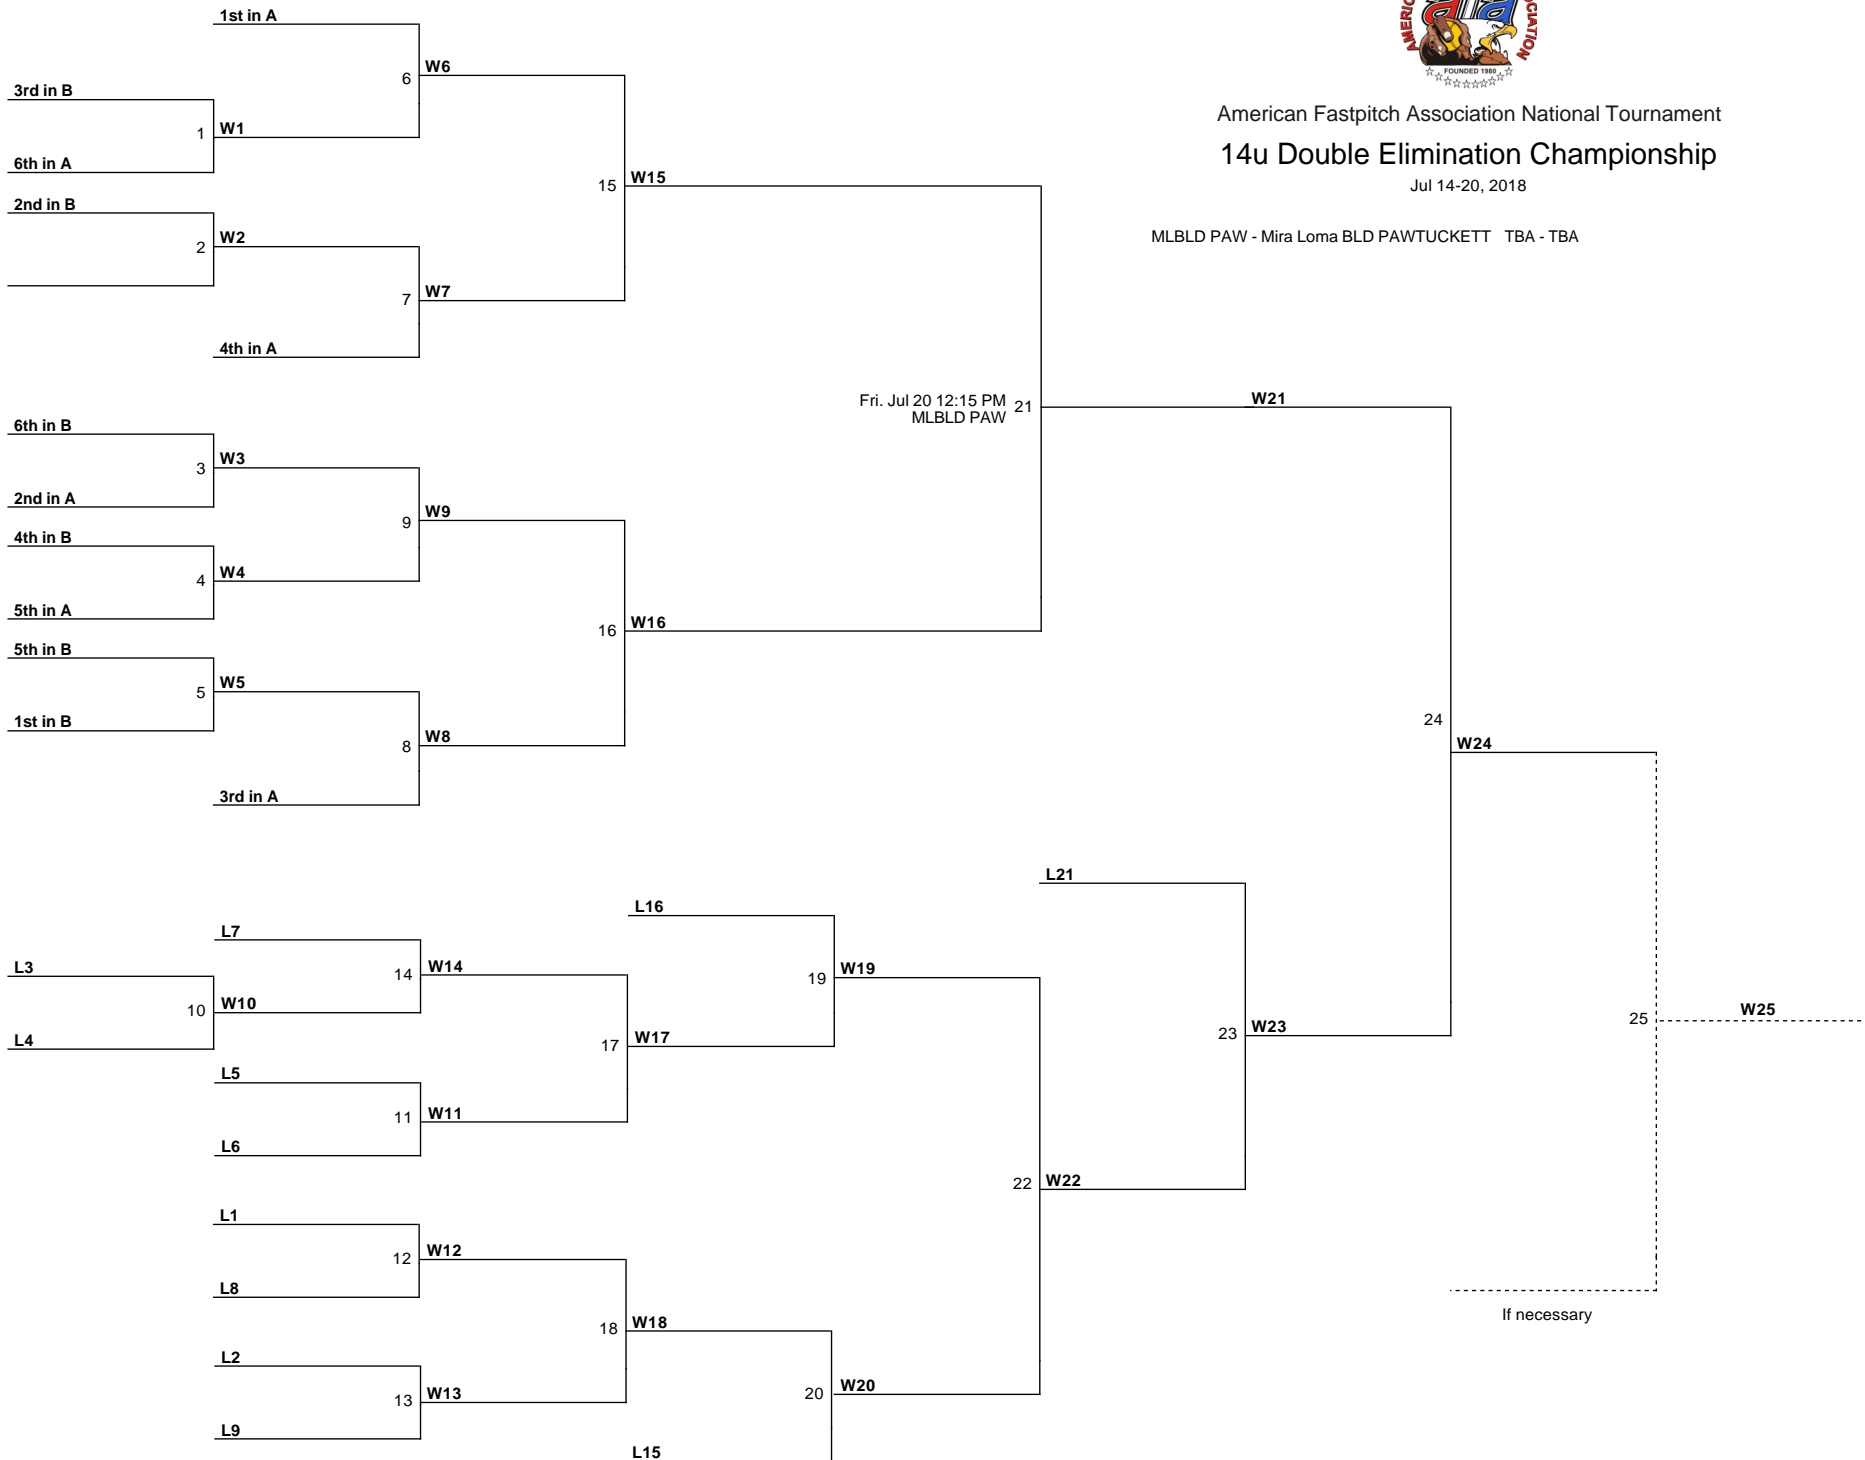 AMERIC
CIATION
FOUNDED 1980
American Fastpitch Association National Tournament
14u Double Elimination Championship
Jul 14-20, 2018
MLBLD PAW - Mira Loma BLD PAWTUCKETT TBA - TBA
1st in A
6 W6
3rd in B
1 W1
6th in A
15 W15
2nd in B
2 W2
7 W7
4th in A
Fri. Jul 20 12:15 PM
MLBLD PAW
21 W21
6th in B
3 W3
2nd in A
9 W9
4th in B
4 W4
5th in A
16 W16
5th in B
5 W5
1st in B
8 W8
3rd in A
24 W24
L21
L16
L7
14 W14
L3
10 W10
L4
19 W19
17 W17
L5
11 W11
L6
23 W23
25 W25
22 W22
L1
12 W12
L8
18 W18
If necessary
L2
13 W13
L9
20 W20
L15